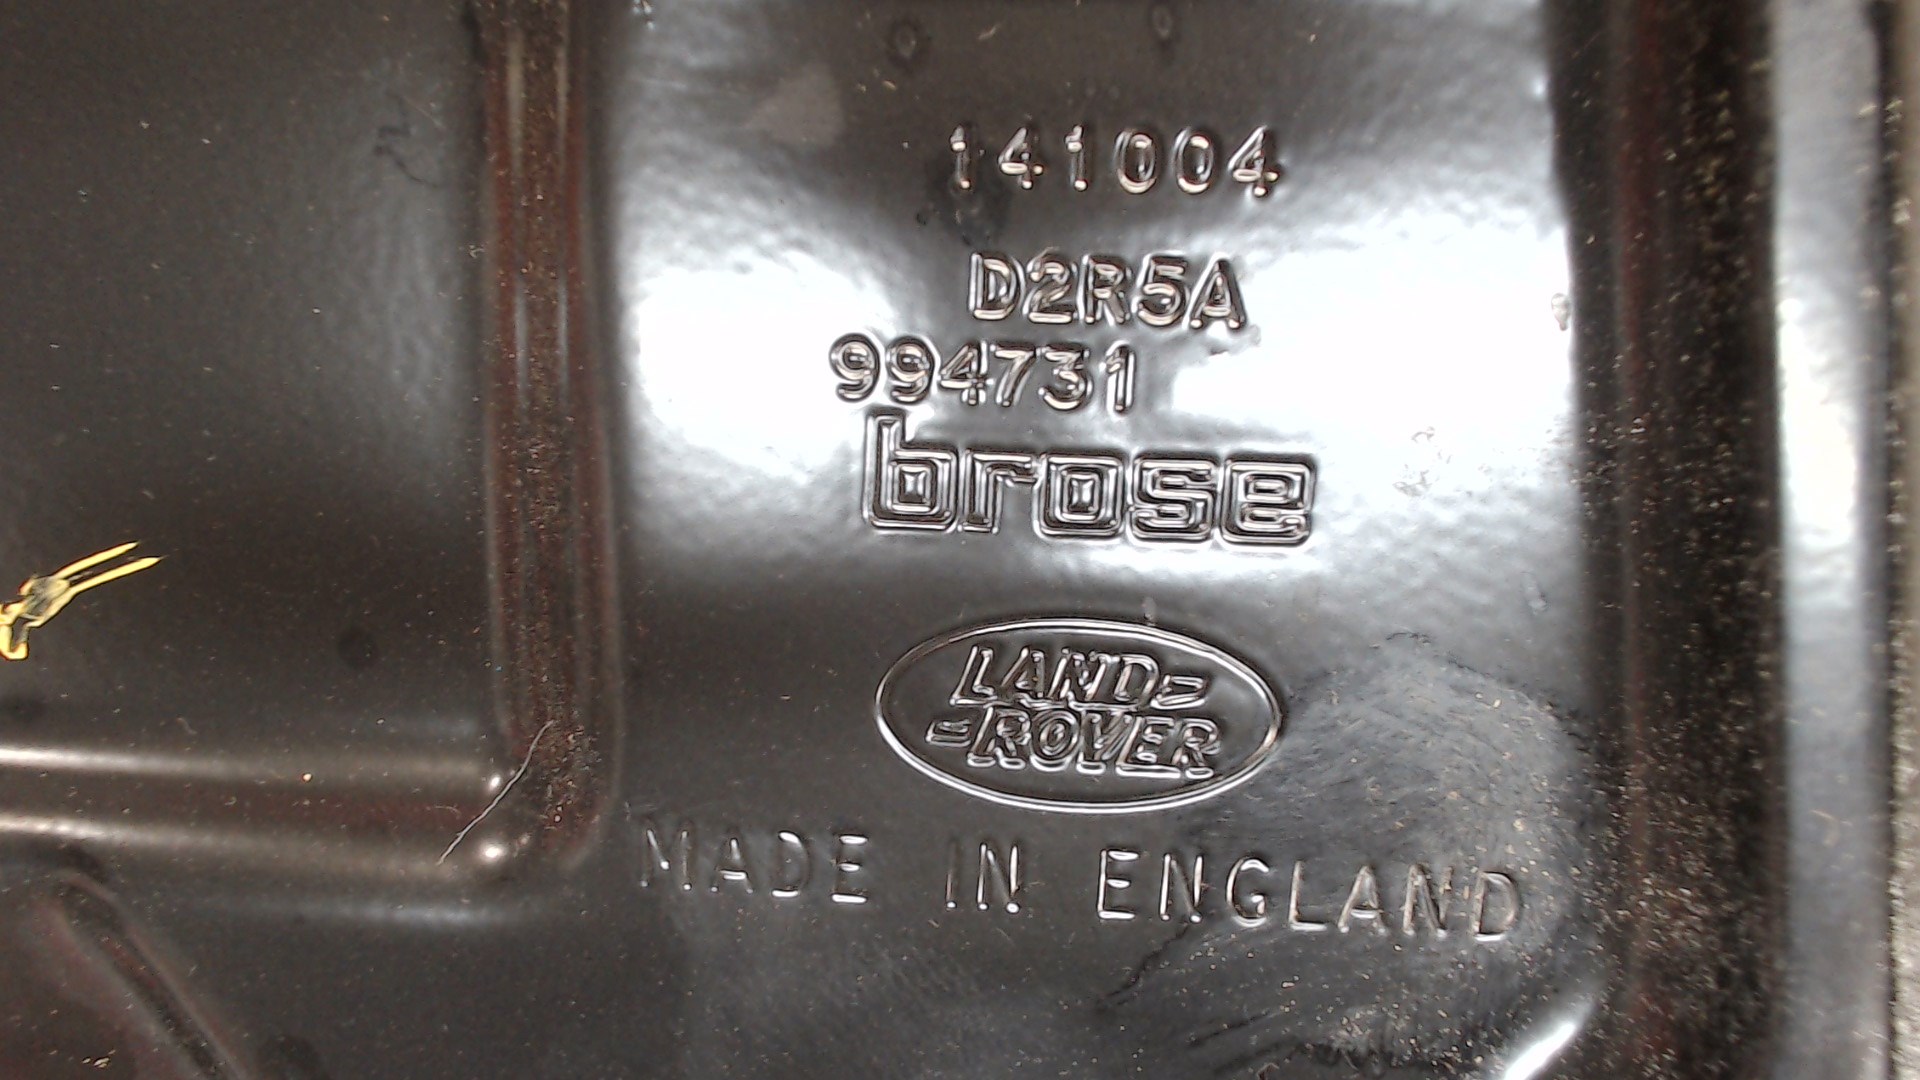 141004
D2R5A
994731
brose
LAND=
=ROVER
MADE IN ENGLAND